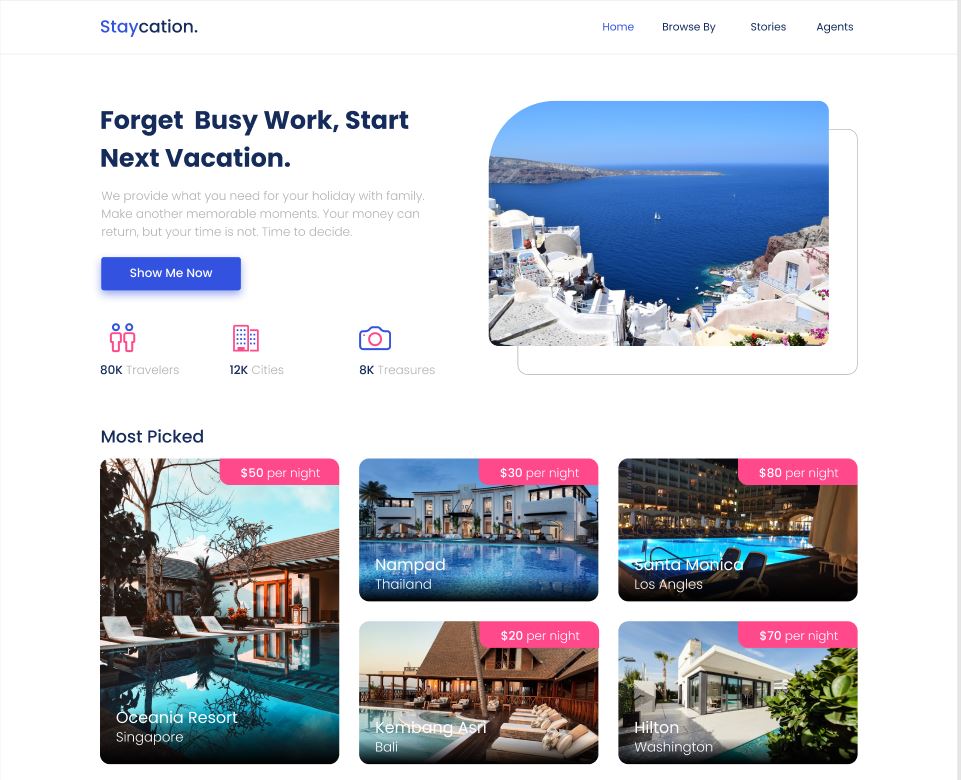 Staycation.
Home Browse By Stories Agents
Forget Busy Work, Start
Next Vacation.
We provide what you need for your holiday with family.
Make another memorable moments. Your money can
return, but your time is not. Time to decide.
Show Me Now
80K Travelers 12K Cities 8K Treasures
Most Picked
$50 per night
Oceania Resort
Singapore
$30 per night
Nampad
Thailand
$80 per night
Santa Monica
Los Angles
$20 per night
Kembang Asri
Bali
$70 per night
Hilton
Washington